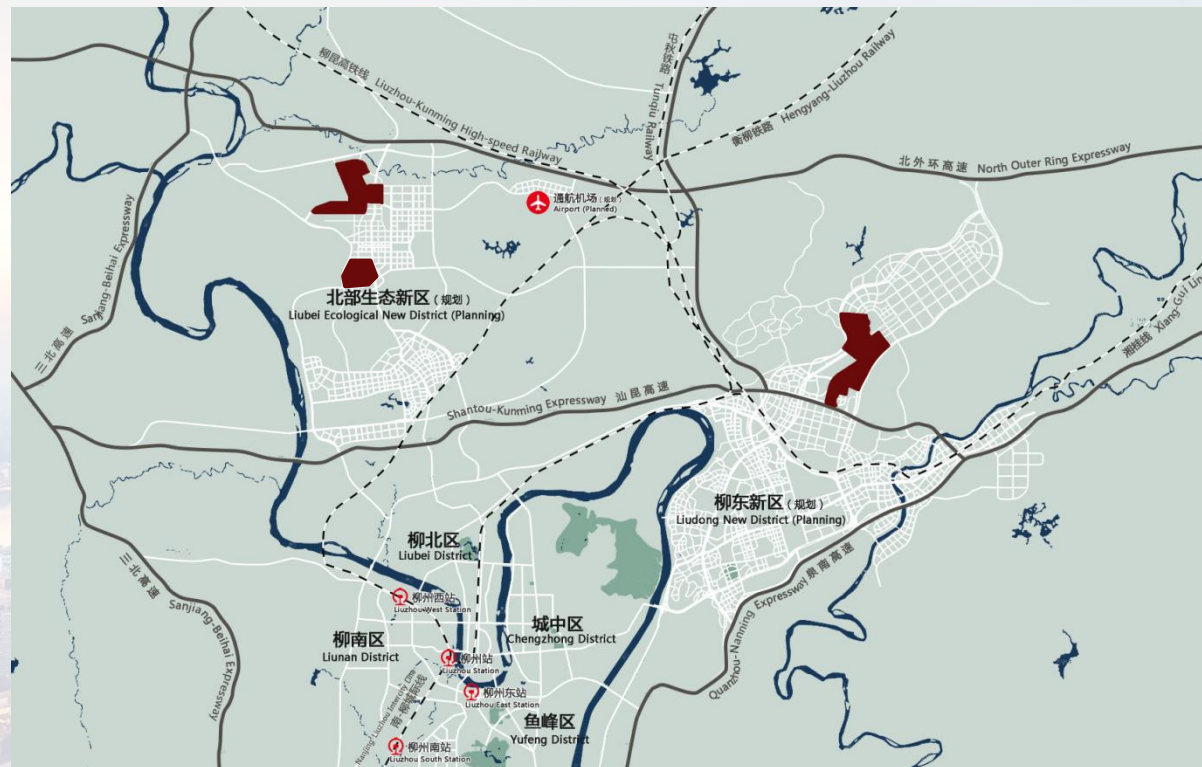 柳昆高铁线 Liuzhou-Kunming High-speed Railway
屯秋铁路 Tunqiu Railway
衡柳铁路 Hengyang-Liuzhou Railway
北外环高速 North Outer Ring Expressway
通航机场(规划)
Airport (Planned)
三北高速 Sanjiang-Beihai Expressway
北部生态新区(规划)
Liubei Ecological New District (Planning)
湘桂线 Xiang-Gui Lin
Shantou-Kunming Expressway 汕昆高速
柳东新区(规划)
Liudong New District (Planning)
柳北区
Liubei District
柳州西站
Liuzhou West Station
三北高速 Sanjiang-Beihai Expressway
城中区
Chengzhong District
柳南区
Liunan District
柳州站
Liuzhou Station
Quanzhou-Nanning Expressway 泉南高速
柳州东站
Liuzhou East Station
鱼峰区
Yufeng District
柳州南站
Liuzhou South Station